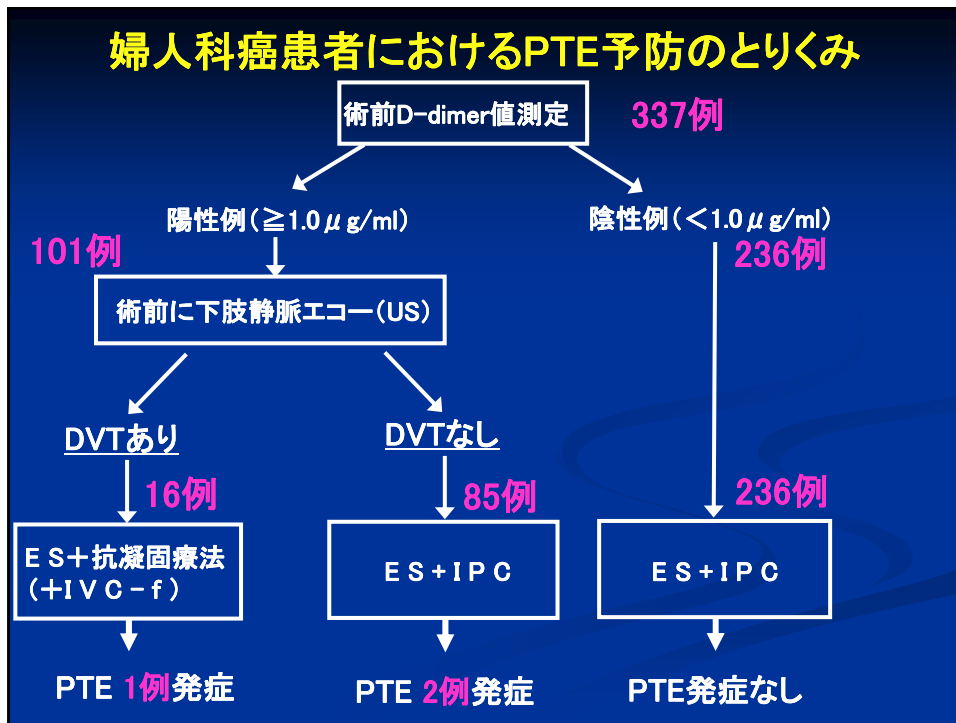 婦人科癌患者におけるPTE予防のとりくみ
術前D-dimer値測定
337例
陽性例（≧1.0μg/ml）
陰性例（＜1.0μg/ml）
101例
236例
術前に下肢静脈エコー（US）
DVTあり
DVTなし
16例
85例
236例
ES＋抗凝固療法
（＋IVC-f）
ES+IPC
ES+IPC
PTE 1例発症
PTE 2例発症
PTE発症なし